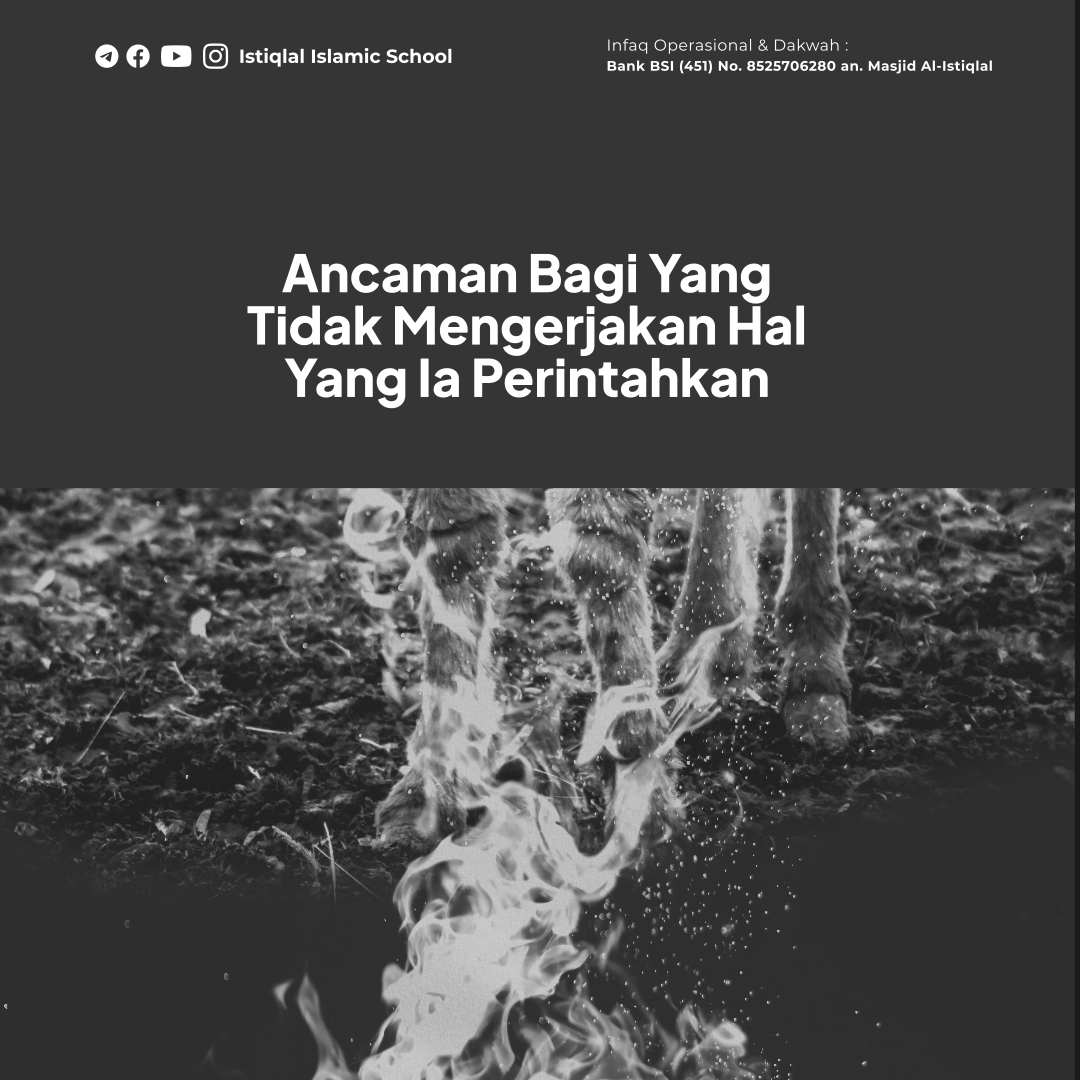 Istiqlal Islamic School
Infaq Operasional & Dakwah :
Bank BSI (451) No. 8525706280 an. Masjid Al-Istiqlal
Ancaman Bagi Yang
Tidak Mengerjakan Hal
Yang Ia Perintahkan